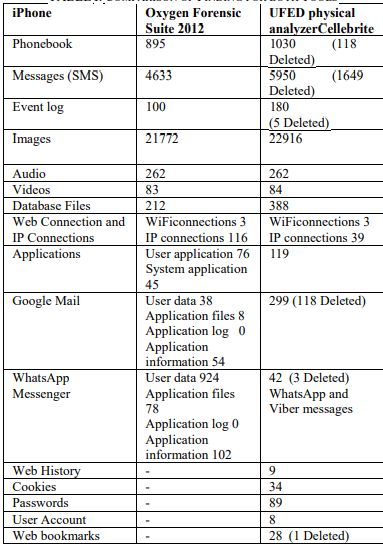 iPhone Oxygen Forensic UFED physical
Suite 2012 analyzerCellebrite
Phonebook 895 1030 (118
Deleted)
Messages (SMS) 4633 5950 (1649
Deleted)
Event log 100 180
(5 Deleted)
Images 21772 22916
Audio 262 262
Videos 83 84
Database Files 212 388
Web Connection and WiFiconnections 3 WiFiconnections 3
IP Connections IP connections 116 IP connections 39
Applications User application 76 119
System application
45
Google Mail User data 38 299 (118 Deleted)
Application files 8
Application log 0
Application
information 54
WhatsApp User data 924 42 (3 Deleted)
Messenger Application files WhatsApp and
78 Viber messages
Application log 0
Application
information 102
Web History - 9
Cookies - 34
Passwords - 89
User Account - 8
Web bookmarks - 28 (1 Deleted)